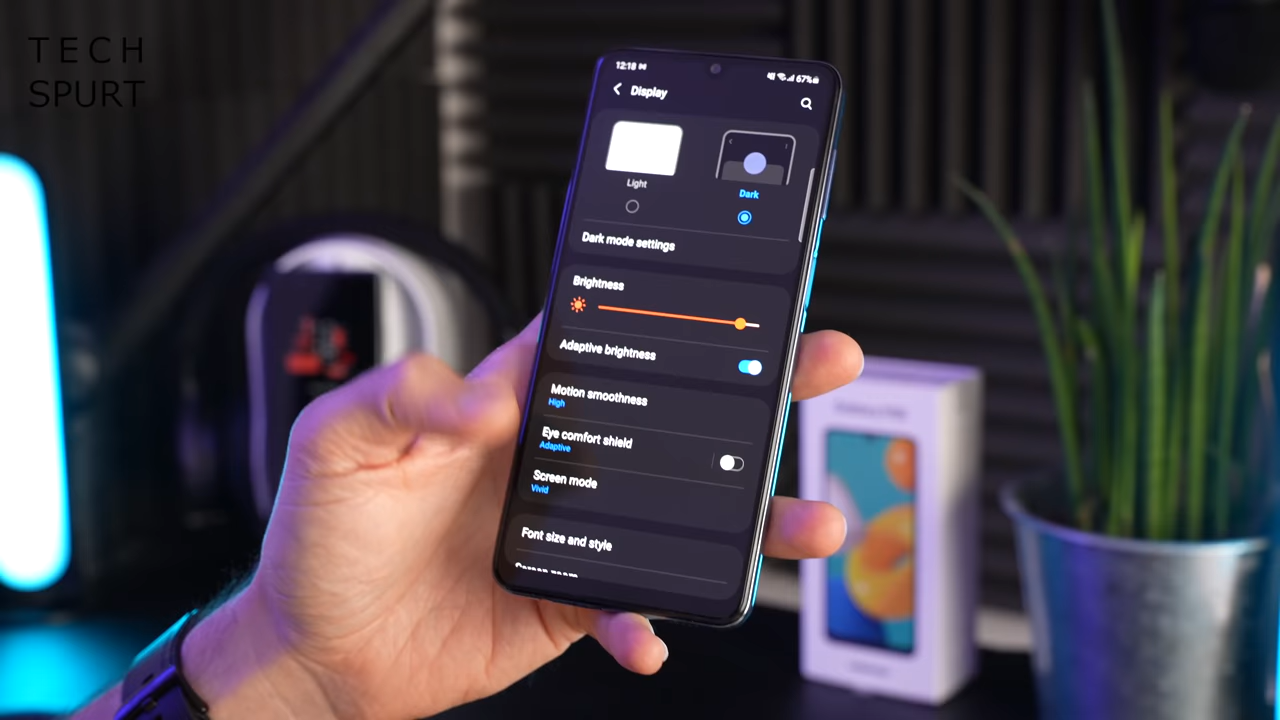 TECH
SPURT
12:18
67%
Display
Light
Dark
Dark mode settings
Brightness
Adaptive brightness
Motion smoothness
High
Eye comfort shield
Adaptive
Screen mode
Vivid
Font size and style